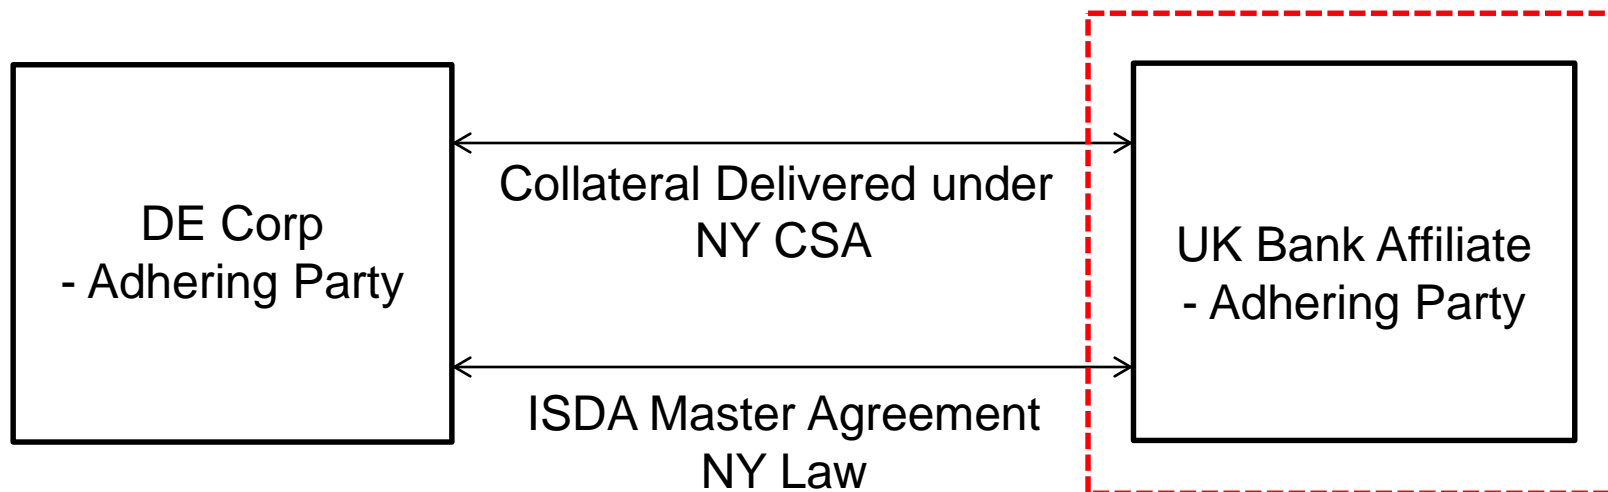 DE Corp
- Adhering Party
Collateral Delivered under
NY CSA
ISDA Master Agreement
NY Law
UK Bank Affiliate
- Adhering Party